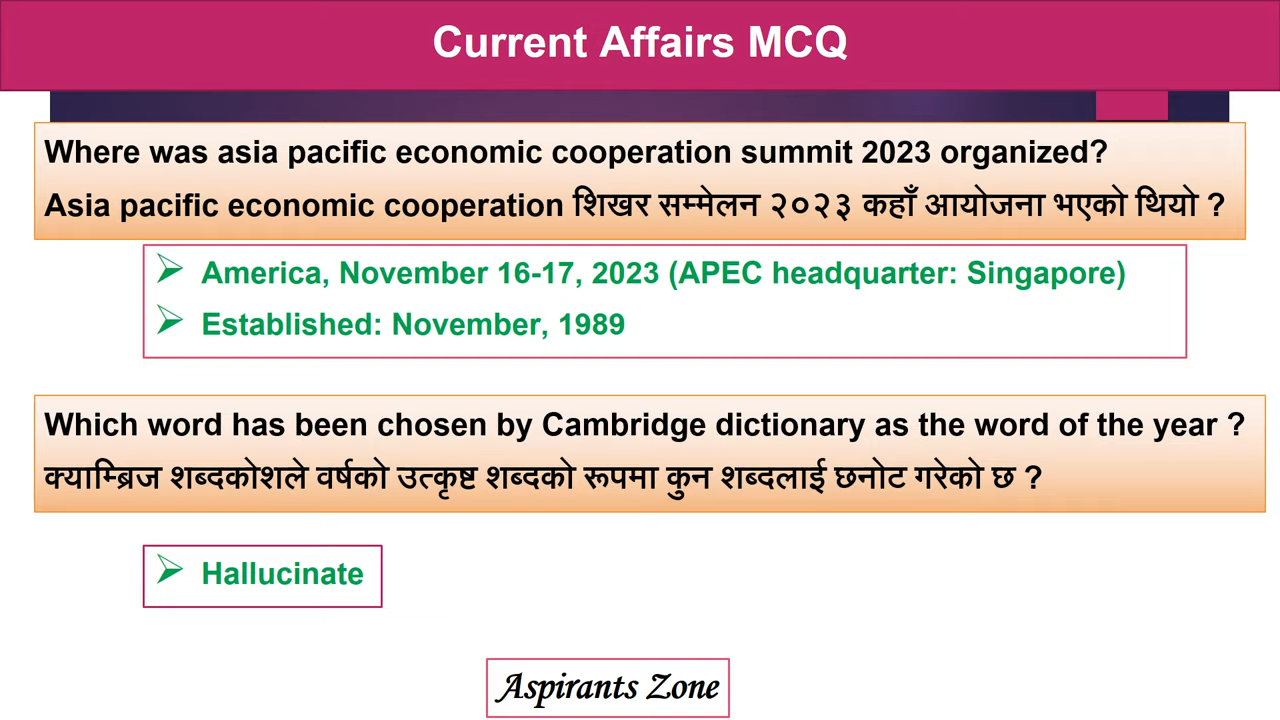 Current Affairs MCQ
Where was asia pacific economic cooperation summit 2023 organized?
Asia pacific economic cooperation शिखर सम्मेलन २०२३ कहाँ आयोजना भएको थियो ?
➢ America, November 16-17, 2023 (APEC headquarter: Singapore)
➢ Established: November, 1989
Which word has been chosen by Cambridge dictionary as the word of the year ?
क्याम्ब्रिज शब्दकोशले वर्षको उत्कृष्ट शब्दको रूपमा कुन शब्दलाई छनोट गरेको छ ?
➢ Hallucinate
Aspirants Zone